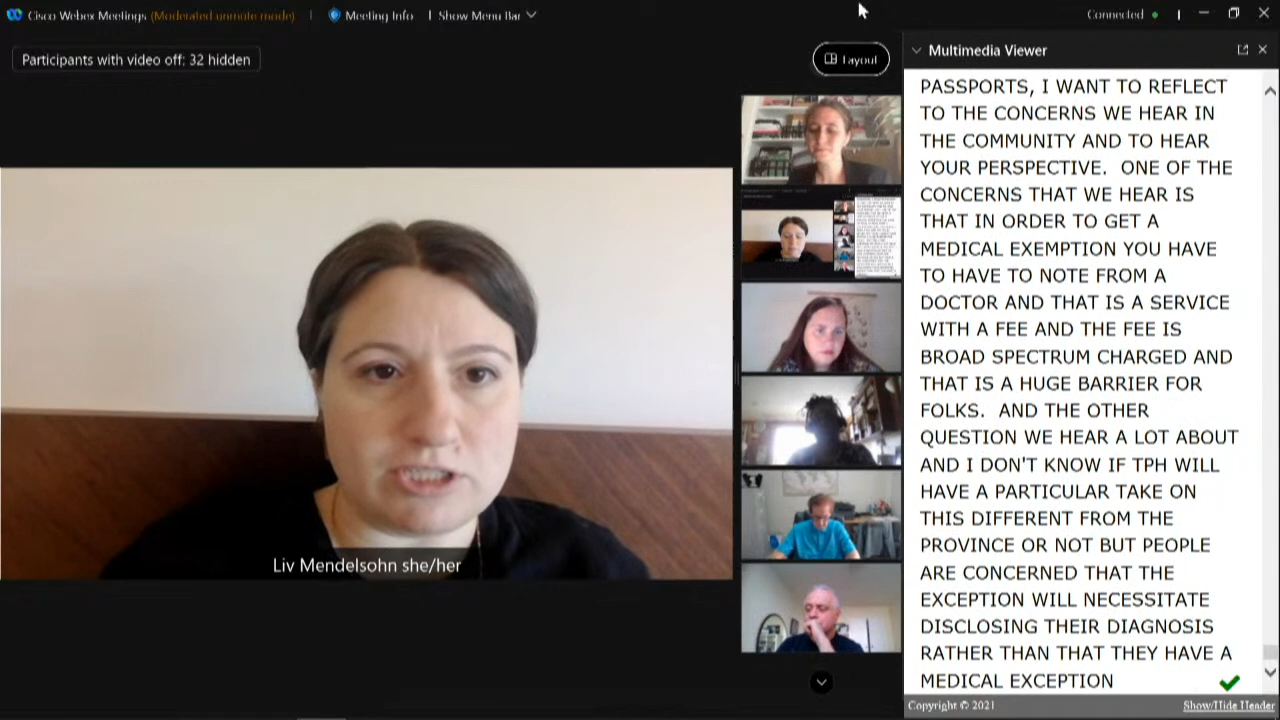 Cisco Webex Meetings (Moderated unmute mode) Meeting Info Show Menu Bar Connected
Participants with video off: 32 hidden
Layout
Liv Mendelsohn she/her
Multimedia Viewer
PASSPORTS, I WANT TO REFLECT
TO THE CONCERNS WE HEAR IN
THE COMMUNITY AND TO HEAR
YOUR PERSPECTIVE. ONE OF THE
CONCERNS THAT WE HEAR IS
THAT IN ORDER TO GET A
MEDICAL EXCEPTION YOU HAVE
TO HAVE TO NOTE FROM A
DOCTOR AND THAT IS A SERVICE
WITH A FEE AND THE FEE IS
BROAD SPECTRUM CHARGED AND
THAT IS A HUGE BARRIER FOR
FOLKS. AND THE OTHER
QUESTION WE HEAR A LOT ABOUT
AND I DON'T KNOW IF TPH WILL
HAVE A PARTICULAR TAKE ON
THIS DIFFERENT FROM THE
PROVINCE OR NOT BUT PEOPLE
ARE CONCERNED THAT THE
EXCEPTION WILL NECESSITATE
DISCLOSING THEIR DIAGNOSIS
RATHER THAN THAT THEY HAVE A
MEDICAL EXCEPTION
Copyright © 2021 Show/Hide Header